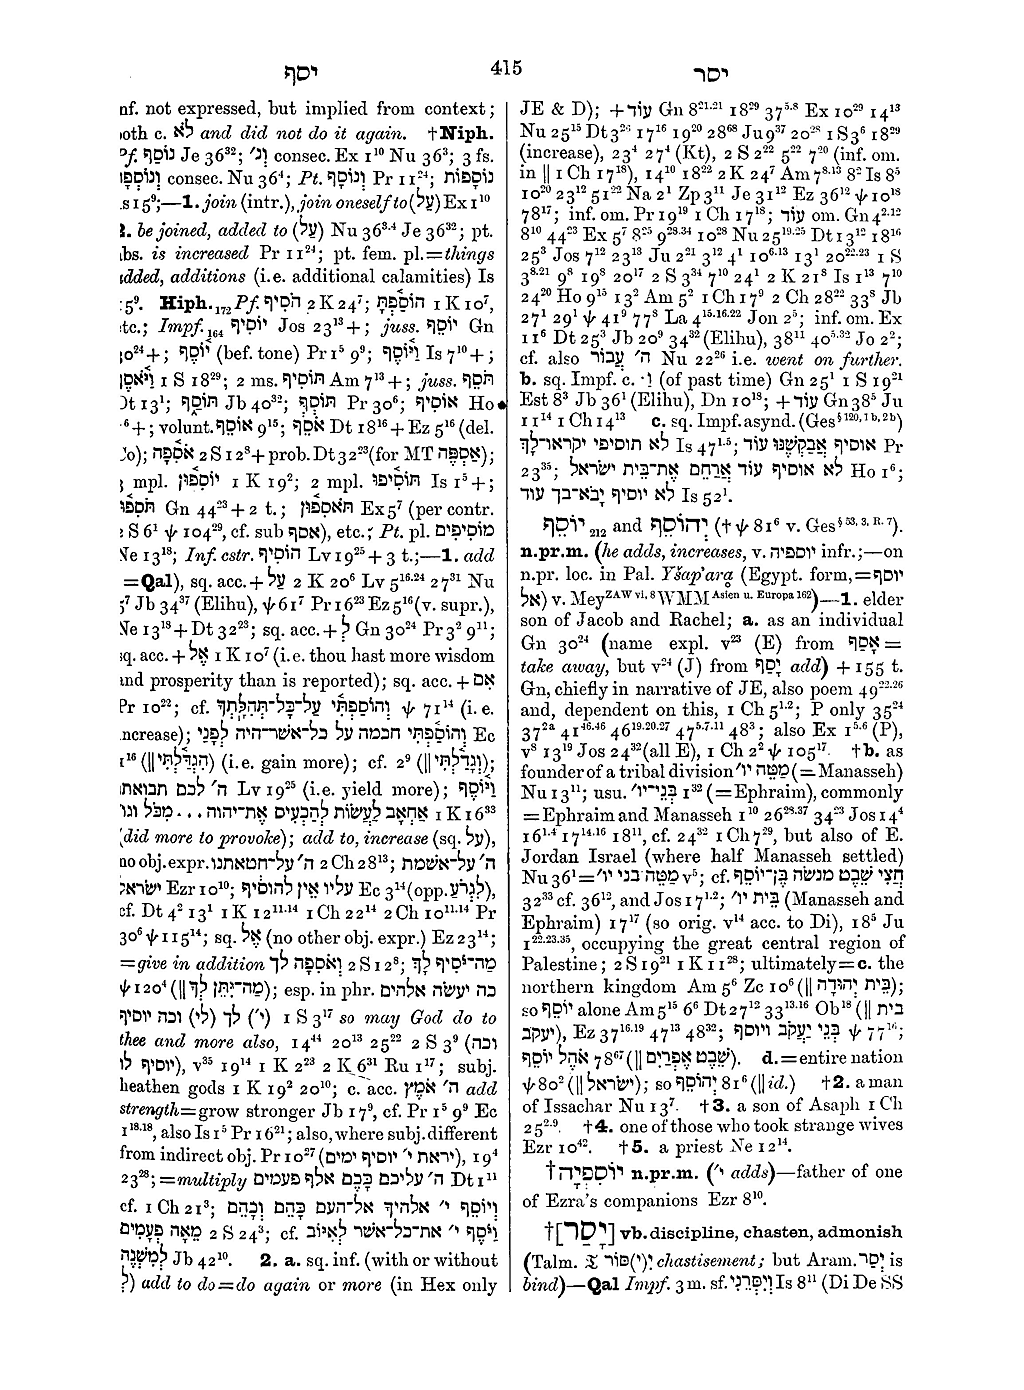 יסף
415
יסר
nf. not expressed, but implied from context;
both c. לֹא and did not do it again. †Niph.
Pf. נוֹסַף Je 36³²; וְנ׳ consec. Ex 1¹⁰ Nu 36³; 3 fs.
consec. Nu 36⁴; Pt. נוֹסָף Pr 11²⁴; נוֹסָפוֹת
Is 15⁹;—1. join (intr.), join oneself to (עַל) Ex 1¹⁰
2. be joined, added to (עַל) Nu 36³·⁴ Je 36³²; pt.
abs. is increased Pr 11²⁴; pt. fem. pl.=things
added, additions (i.e. additional calamities) Is
15⁹. Hiph.₁₇₂ Pf. הוֹסִיף 2 K 24⁷; הוֹסַפְתָּ 1 K 10⁷,
etc.; Impf.₁₆₄ יוֹסִיף Jos 23¹³+; juss. יוֹסֵף Gn
30²⁴+; יוֹסֶף (bef. tone) Pr 1⁵ 9⁹; וַיּוֹסֶף Is 7¹⁰+;
1 S 18²⁹; 2 ms. תּוֹסִיף Am 7¹³+; juss. תֹּסֵף
Dt 13¹; תּוֹסַף Jb 40³²; תּוֹסְףְּ Pr 30⁶; אוֹסִיף Ho
1⁶+; volunt. אוֹסִיף 9¹⁵; אֹסֵף Dt 18¹⁶+Ez 5¹⁶ (del.
Co); אֹסִפָה 2 S 12⁸+prob. Dt 32²³ (for MT אַסְפֶּה);
3 mpl. יוֹסִפוּן 1 K 19²; 2 mpl. תּוֹסִיפוּ Is 1⁵+;
Gn 44²³+2 t.; תֹּאסִפוּן Ex 5⁷ (per contr.
2 S 6¹ ψ 104²⁹, cf. sub אסף), etc.; Pt. pl. מוֹסִיפִים
Ne 13¹⁸; Inf. cstr. הוֹסִיף Lv 19²⁵+3 t.;—1. add
(=Qal), sq. acc.+עַל 2 K 20⁶ Lv 5¹⁶·²⁴ 27³¹ Nu
5⁷ Jb 34³⁷ (Elihu), ψ 61⁷ Pr 16²³ Ez 5¹⁶ (v. supr.),
Ne 13¹⁸+Dt 32²³; sq. acc.+לְ Gn 30²⁴ Pr 3² 9¹¹;
sq. acc.+אֶל 1 K 10⁷ (i.e. thou hast more wisdom
and prosperity than is reported); sq. acc.+אִם
Pr 10²²; cf. וְהוֹסַפְתִּי עַל־כָּל־תְּהִלָּתֶךָ ψ 71¹⁴ (i. e.
increase); וְהוֹסַפְתִּי חכמה על כל־אשר־היה לְפָנַי Ec
1¹⁶ (‖ הִגְדַּלְתִּי) (i. e. gain more); cf. 2⁹ (‖ וְגָדַלְתִּי);
ה׳ לכם תבואתו Lv 19²⁵ (i.e. yield more); וַיּוֹסֶף
אַחְאָב לַעֲשׂוֹת לְהַכְעִים אֶת־יהוה ... מִכֹּל וגו׳ 1 K 16³³
(did more to provoke); add to, increase (sq. עַל),
no obj. expr. ה׳ על־חטאתנו 2 Ch 28¹³; ה׳ על־אשמת
ישראל Ezr 10¹⁰; עליו אין להוסיף Ec 3¹⁴ (opp. לִגְרֹעַ),
cf. Dt 4² 13¹ 1 K 12¹¹·¹⁴ 1 Ch 22¹⁴ 2 Ch 10¹¹·¹⁴ Pr
30⁶ ψ 115¹⁴; sq. אֶל (no other obj. expr.) Ez 23¹⁴;
=give in addition וְאֹסִפָה לך 2 S 12⁸; מַה־יֹּסִיף לָךְ
ψ 120⁴ (‖ מַה־יִּתֵּן לְךָ); esp. in phr. כה יעשׂה אלהים
לך (לי) וכה יוסיף (י׳) 1 S 3¹⁷ so may God do to
thee and more also, 14⁴⁴ 20¹³ 25²² 2 S 3⁹ (וכה
יוסיף לו), v³⁵ 19¹⁴ 1 K 2²³ 2 K 6³¹ Ru 1¹⁷; subj.
heathen gods 1 K 19² 20¹⁰; c. acc. ה׳ אֹמֶץ add
strength=grow stronger Jb 17⁹, cf. Pr 1⁵ 9⁹ Ec
1¹⁸·¹⁸, also Is 1⁵ Pr 16²¹; also, where subj. different
from indirect obj. Pr 10²⁷ (יראת י׳ יוסיף ימים), 19⁴
23²⁸; =multiply ה׳ עליכם כָּכֶם אלף פעמים Dt 1¹¹
cf. 1 Ch 21³; וְיוֹסֵף י׳ אלהיך אל־העם כָּהֵם וְכָהֵם
מֵאָה פְעָמִים 2 S 24³; cf. וַיֹּסֶף י׳ את־כל־אשר לְאִיּוֹב
לְמִשְׁנֶה Jb 42¹⁰. 2. a. sq. inf. (with or without
לְ) add to do=do again or more (in Hex only
JE & D); +עוֹד Gn 8²¹·²¹ 18²⁹ 37⁵·⁸ Ex 10²⁹ 14¹³
Nu 25¹⁵ Dt 3²⁶ 17¹⁶ 19²⁰ 28⁶⁸ Ju 9³⁷ 20²⁸ 1 S 3⁶ 18²⁹
(increase), 23⁴ 27⁴ (Kt), 2 S 2²² 5²² 7²⁰ (inf. om.
in ‖ 1 Ch 17¹⁸), 14¹⁰ 18²² 2 K 24⁷ Am 7⁸·¹³ 8² Is 8⁵
10²⁰ 23¹² 51²² Na 2¹ Zp 3¹¹ Je 31¹² Ez 36¹² ψ 10¹⁸
78¹⁷; inf. om. Pr 19¹⁹ 1 Ch 17¹⁸; עוֹד om. Gn 4²·¹²
8¹⁰ 44²³ Ex 5⁷ 8²⁵ 9²⁸·³⁴ 10²⁸ Nu 25¹⁹·²⁵ Dt 13¹² 18¹⁶
25³ Jos 7¹² 23¹³ Ju 2²¹ 3¹² 4¹ 10⁶·¹³ 13¹ 20²²·²³ 1 S
3⁸·²¹ 9⁸ 19⁸ 20¹⁷ 2 S 3³⁴ 7¹⁰ 24¹ 2 K 21⁸ Is 1¹³ 7¹⁰
24²⁰ Ho 9¹⁵ 13² Am 5² 1 Ch 17⁹ 2 Ch 28²² 33⁸ Jb
27¹ 29¹ ψ 41⁹ 77⁸ La 4¹⁵·¹⁶·²² Jon 2⁵; inf. om. Ex
11⁶ Dt 25³ Jb 20⁹ 34³² (Elihu), 38¹¹ 40⁵·³² Jo 2²;
cf. also ה׳ עֲבוֹר Nu 22²⁶ i.e. went on further.
b. sq. Impf. c. ·וַ (of past time) Gn 25¹ 1 S 19²¹
Est 8³ Jb 36¹ (Elihu), Dn 10¹⁸; +עוֹד Gn 38⁵ Ju
11¹⁴ 1 Ch 14¹³ c. sq. Impf. asynd. (Ges§ 120, 1 b, 2 b)
לא תוסיפי יקראו־לָךְ Is 47¹·⁵; אוסיף אֲבַקְשֶׁנּוּ עוֹד Pr
23³⁵; לא אוסיף עוד אֲרַחֵם אֶת־בֵּית ישראל Ho 1⁶;
לא יוסיף יָבֹא־בך עוד Is 52¹.
יוֹסֵף ₂₁₂ and יְהוֹסֵף († ψ 81⁶ v. Ges§ 53, 3, R. 7).
n.pr.m. (he adds, increases, v. יוספיה infr.;—on
n.pr. loc. in Pal. Yšap'ara (Egypt. form, =יוסף
אל) v. MeyZAW vi, 8 WMMAsien u. Europa 162)—1. elder
son of Jacob and Rachel; a. as an individual
Gn 30²⁴ (name expl. v²³ (E) from אָסַף =
take away, but v²⁴ (J) from יָסַף add) +155 t.
Gn, chiefly in narrative of JE, also poem 49²²·²⁶
and, dependent on this, 1 Ch 5¹·²; P only 35²⁴
37²ᵃ 41⁴⁶·⁴⁶ 46¹⁹·²⁰·²⁷ 47⁵·⁷·¹¹ 48³; also Ex 1⁵·⁶ (P),
v⁸ 13¹⁹ Jos 24³² (all E), 1 Ch 2² ψ 105¹⁷. †b. as
founder of a tribal division מַטֵּה יו׳ (=Manasseh)
Nu 13¹¹; usu. בְּנֵי־יו׳ 1³² (=Ephraim), commonly
=Ephraim and Manasseh 1¹⁰ 26²⁸·³⁷ 34²³ Jos 14⁴
16¹·⁴ 17¹⁴·¹⁶ 18¹¹, cf. 24³² 1 Ch 7²⁹, but also of E.
Jordan Israel (where half Manasseh settled)
Nu 36¹=מַטֵּה בני יו׳ v⁵; cf. חֲצִי שֵׁבֶט מנשׁה בֶּן־יוֹסֵף
32³³ cf. 36¹², and Jos 17¹·²; בֵּית יו׳ (Manasseh and
Ephraim) 17¹⁷ (so orig. v¹⁴ acc. to Di), 18⁵ Ju
1²²·²³·³⁵, occupying the great central region of
Palestine; 2 S 19²¹ 1 K 11²⁸; ultimately=c. the
northern kingdom Am 5⁶ Zc 10⁶ (‖ בֵּית יְהוּדָה);
so יוֹסֵף alone Am 5¹⁵ 6⁶ Dt 27¹² 33¹³·¹⁶ Ob¹⁸ (‖ בית
יעקב), Ez 37¹⁶·¹⁹ 47¹³ 48³²; בְּנֵי יַעֲקֹב ויוסף ψ 77¹⁶;
אֹהֶל יוֹסֵף 78⁶⁷ (‖ שֵׁבֶט אֶפְרַיִם). d.=entire nation
ψ 80² (‖ ישראל); so יְהוֹסֵף 81⁶ (‖ id.) †2. a man
of Issachar Nu 13⁷. †3. a son of Asaph 1 Ch
25²·⁹. †4. one of those who took strange wives
Ezr 10⁴². †5. a priest Ne 12¹⁴.
†יוֹסִפְיָה n.pr.m. (י׳ adds)—father of one
of Ezra's companions Ezr 8¹⁰.
†[יָסַר] vb. discipline, chasten, admonish
(Talm. 𝔗 יִ)סּוֹר) chastisement; but Aram. יְסַר is
bind)—Qal Impf. 3 m. sf. וְיִסְּרֵנִי Is 8¹¹ (Di De SS